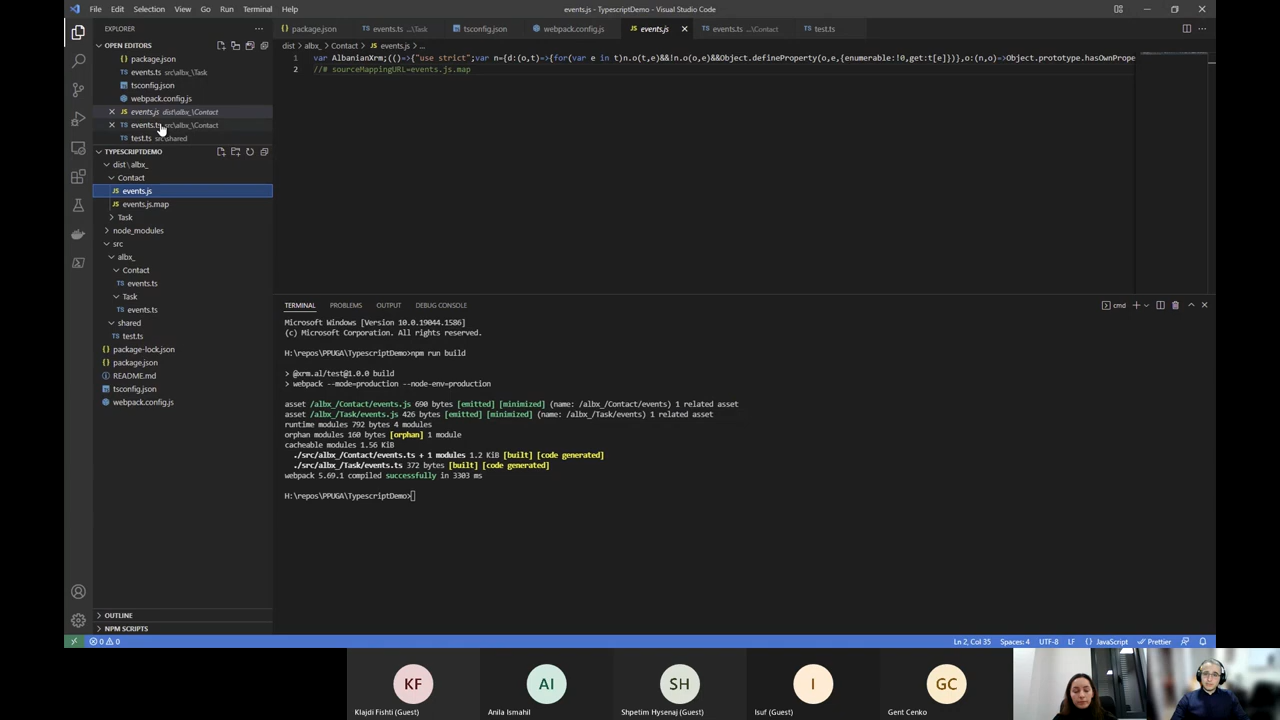 File Edit Selection View Go Run Terminal Help
events.js - TypescriptDemo - Visual Studio Code
EXPLORER
package.json
events.ts ...\Task
tsconfig.json
webpack.config.js
events.js
events.ts ...\Contact
test.ts
OPEN EDITORS
package.json
events.ts src\albx_\Task
tsconfig.json
webpack.config.js
events.js dist\albx_\Contact
events.ts src\albx_\Contact
test.ts src\shared
TYPESCRIPTDEMO
dist\albx_
Contact
events.js
events.js.map
Task
node_modules
src
albx_
Contact
events.ts
Task
events.ts
shared
test.ts
package-lock.json
package.json
README.md
tsconfig.json
webpack.config.js
OUTLINE
NPM SCRIPTS
dist > albx_ > Contact > events.js > ...
1 var AlbanianXrm;(()=>{"use strict";var n={d:(o,t)=>{for(var e in t)n.o(t,e)&&!n.o(o,e)&&Object.defineProperty(o,e,{enumerable:!0,get:t[e]})},o:(n,o)=>Object.prototype.hasOwnPrope
2 //# sourceMappingURL=events.js.map
TERMINAL PROBLEMS OUTPUT DEBUG CONSOLE
cmd
Microsoft Windows [Version 10.0.19044.1586]
(c) Microsoft Corporation. All rights reserved.
H:\repos\PPUGA\TypescriptDemo>npm run build
> @xrm.al/test@1.0.0 build
> webpack --mode=production --node-env=production
asset /albx_/Contact/events.js 690 bytes [emitted] [minimized] (name: /albx_/Contact/events) 1 related asset
asset /albx_/Task/events.js 426 bytes [emitted] [minimized] (name: /albx_/Task/events) 1 related asset
runtime modules 792 bytes 4 modules
orphan modules 160 bytes [orphan] 1 module
cacheable modules 1.56 KiB
./src/albx_/Contact/events.ts + 1 modules 1.2 KiB [built] [code generated]
./src/albx_/Task/events.ts 372 bytes [built] [code generated]
webpack 5.69.1 compiled successfully in 3303 ms
H:\repos\PPUGA\TypescriptDemo>
0 0
Ln 2, Col 35 Spaces: 4 UTF-8 LF JavaScript Prettier
KF AI SH I GC
Klajdi Fishti (Guest) Anila Ismahil Shpetim Hysenaj (Guest) Isuf (Guest) Gent Cenko